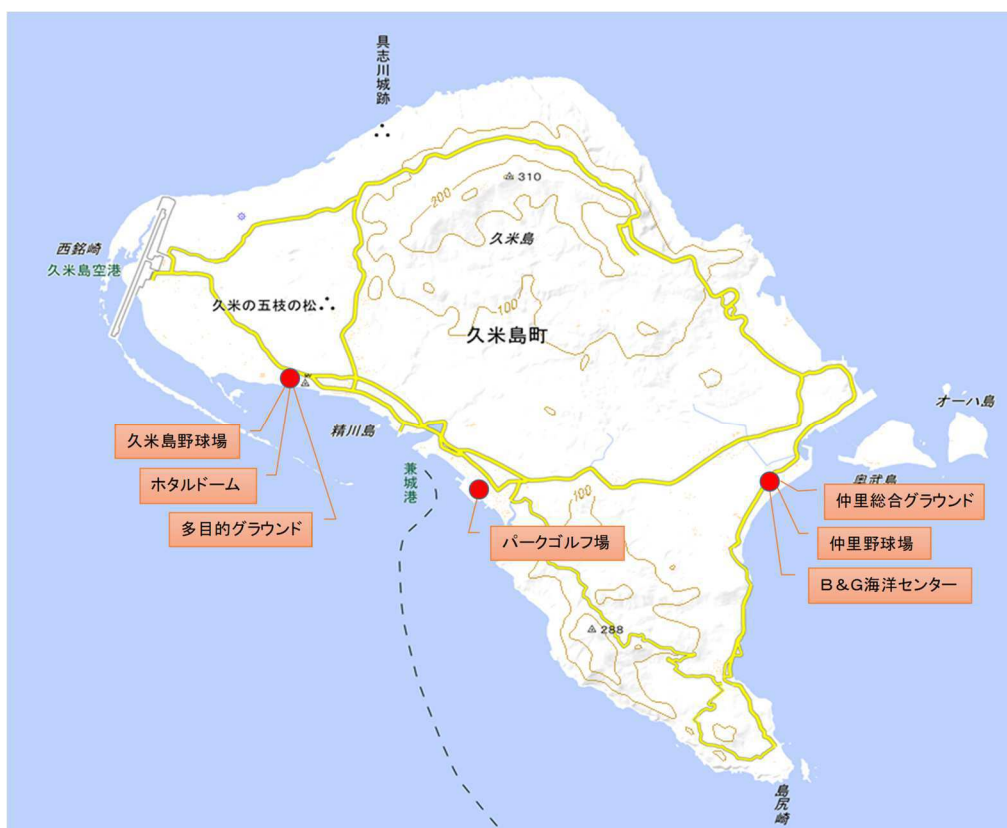 具志川城跡
310
200
久米島
西銘崎
久米島空港
久米の五枝の松
100
久米島町
オーハ島
久米島野球場
精川島
ホタルドーム
兼城港
奥武島
仲里総合グラウンド
多目的グラウンド
100
パークゴルフ場
仲里野球場
B&G海洋センター
288
島尻崎